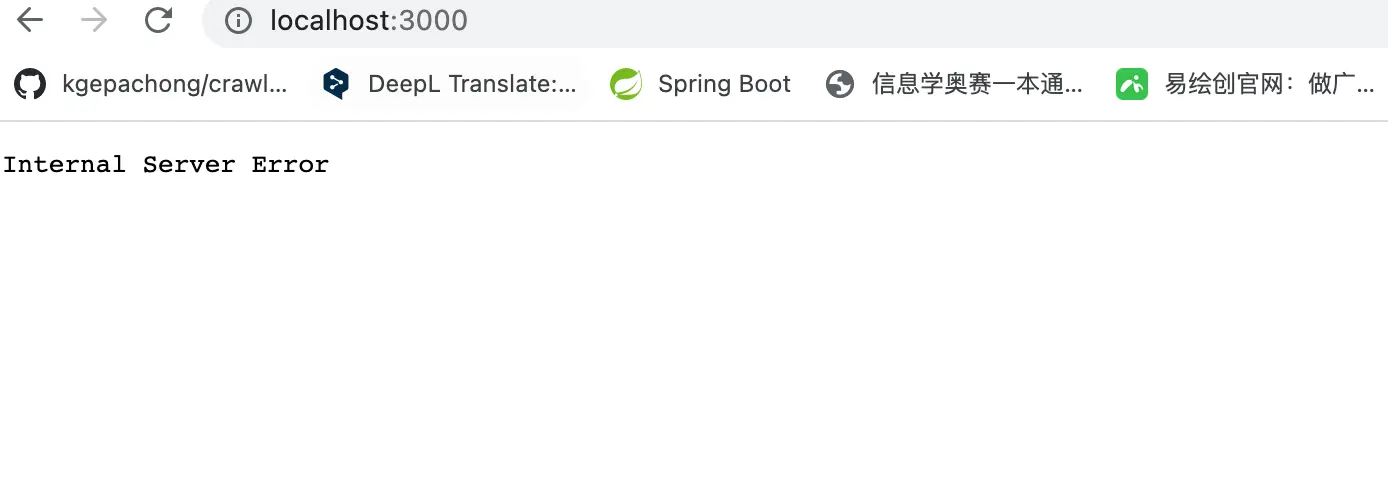 localhost:3000
kgepachong/crawl... DeepL Translate:... Spring Boot 信息学奥赛一本通... 易绘创官网：做广...
Internal Server Error